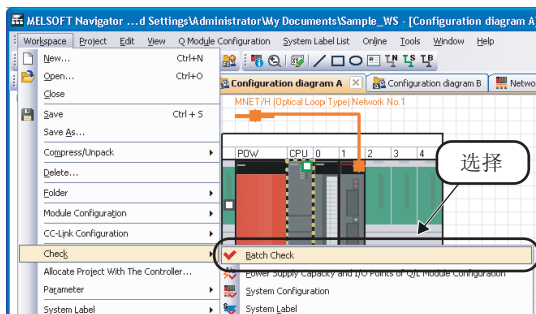 MELSOFT Navigator ...d Settings\Administrator\My Documents\Sample_WS - [Configuration diagram A
Workspace Project Edit View Q Module Configuration System Label List Online Tools Window Help
New... Ctrl+N
Open... Ctrl+O
Close
Save Ctrl + S
Save As...
Compress/Unpack
Delete...
Folder
Module Configuration
CC-Link Configuration
Check
Allocate Project With The Controller...
Parameter
System Label
Configuration diagram A Configuration diagram B Netwo
MNET/H (Optical Loop Type) Network No.1
POW CPU 0 1 2 3 4
选择
Batch Check
Power Supply Capacity and I/O Points of Q/L Module Configuration
System Configuration
System Label